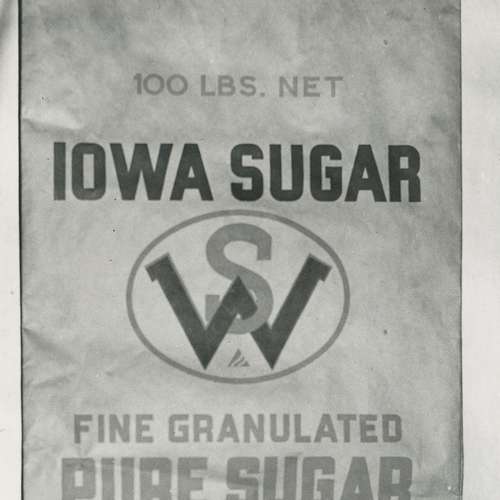 100 LBS. NET
IOWA SUGAR
S
W
FINE GRANULATED
PURE SUGAR